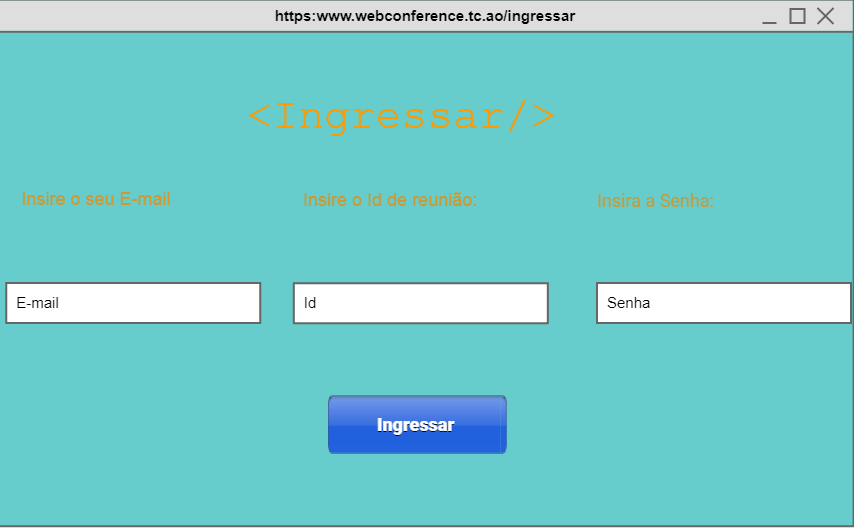 https:www.webconference.tc.ao/ingressar
<Ingressar/>
Insire o seu E-mail
Insire o Id de reunião:
Insira a Senha:
E-mail
Id
Senha
Ingressar